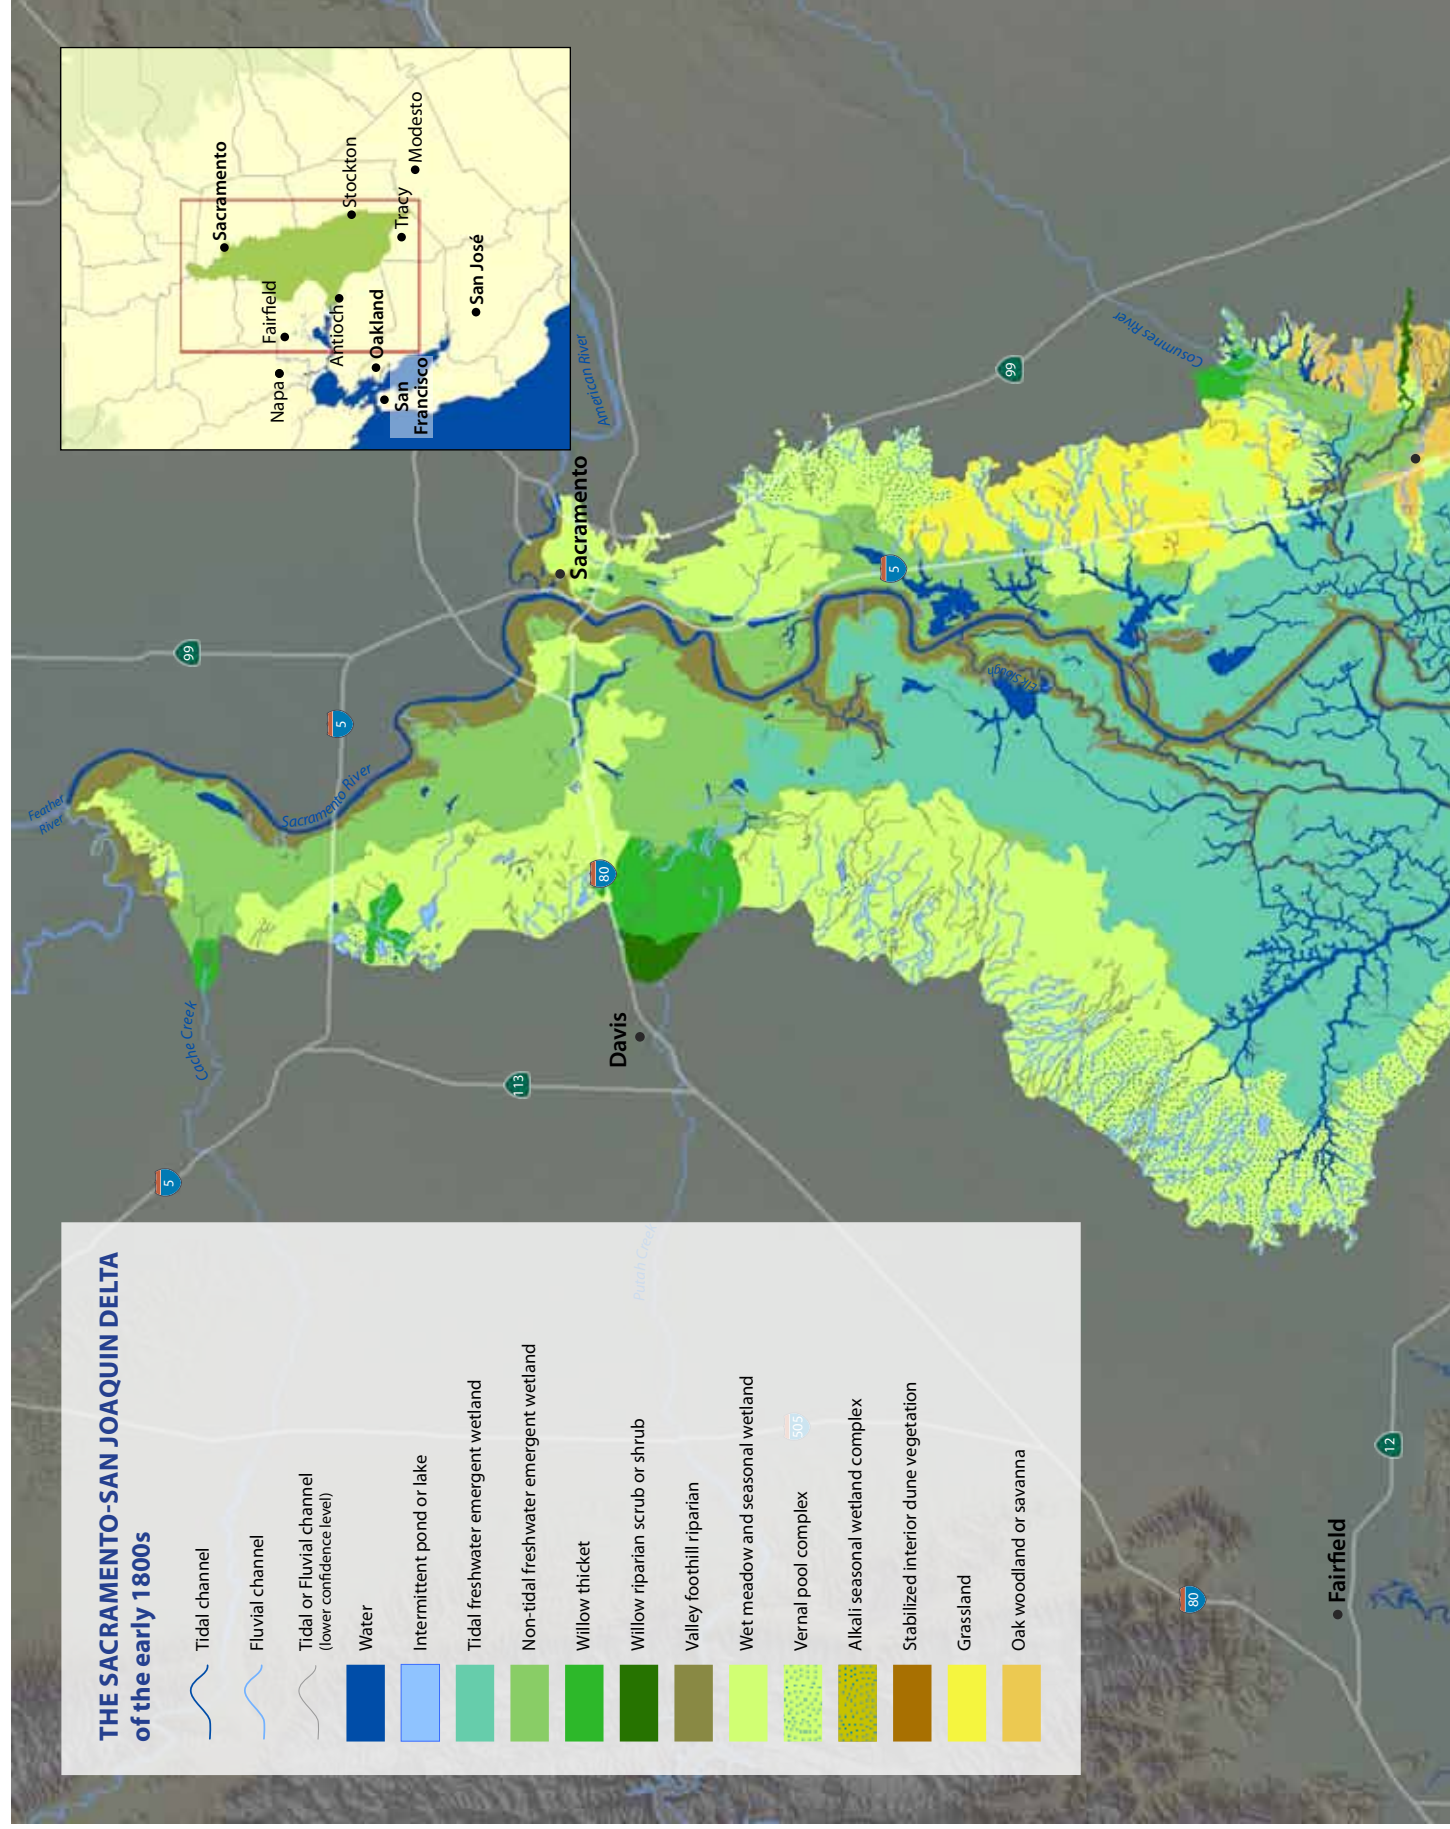 THE SACRAMENTO-SAN JOAQUIN DELTA
of the early 1800s
Tidal channel
Fluvial channel
Tidal or Fluvial channel
(lower confidence level)
Water
Intermittent pond or lake
Tidal freshwater emergent wetland
Non-tidal freshwater emergent wetland
Willow thicket
Willow riparian scrub or shrub
Valley foothill riparian
Wet meadow and seasonal wetland
Vernal pool complex
Alkali seasonal wetland complex
Stabilized interior dune vegetation
Grassland
Oak woodland or savanna
Napa
Fairfield
Sacramento
Antioch
Stockton
San
Francisco
Oakland
Tracy
Modesto
San José
Feather
River
Cache Creek
Sacramento River
American River
Putah Creek
Elk Slough
Cosumnes River
Sacramento
Davis
Fairfield
5
99
5
113
80
505
5
99
80
12